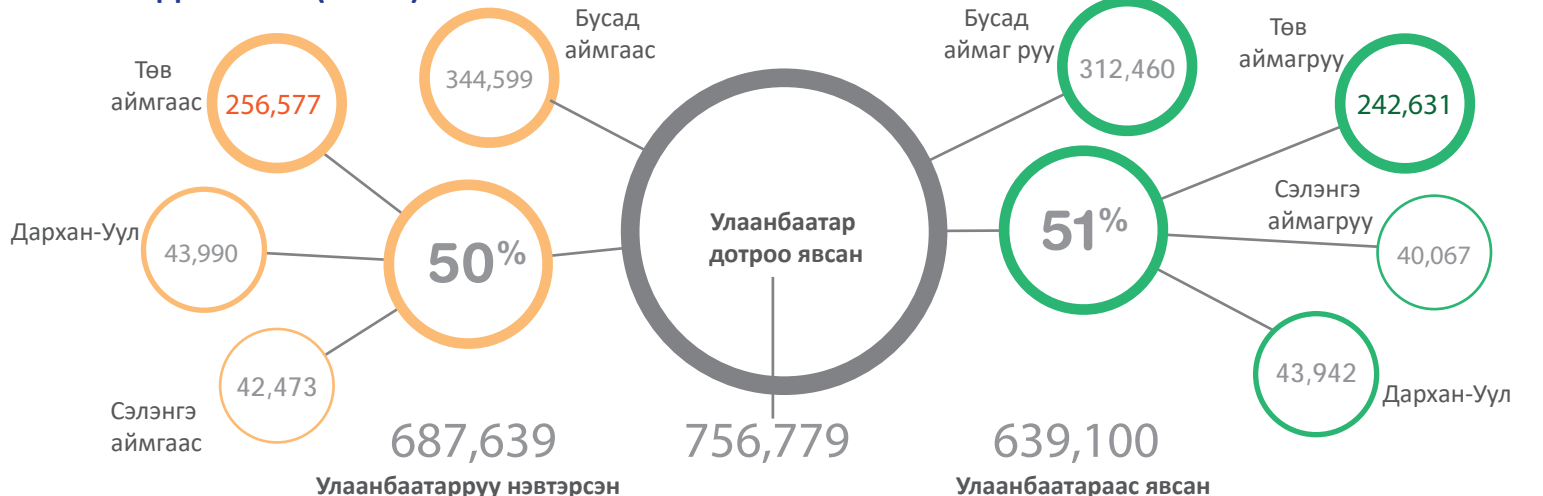 Төв
аймгаас
256,577
Бусад
аймгаас
344,599
Дархан-Уул
43,990
50%
Сэлэнгэ
аймгаас
42,473
687,639
Улаанбаатарруу нэвтэрсэн
Улаанбаатар
дотроо явсан
756,779
Бусад
аймаг руу
312,460
Төв
аймагруу
242,631
51%
Сэлэнгэ
аймагруу
40,067
43,942
Дархан-Уул
639,100
Улаанбаатараас явсан